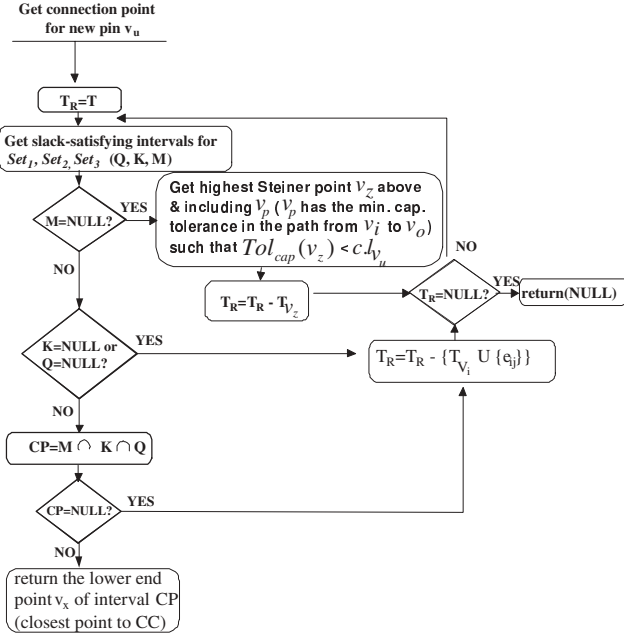 Get connection point
for new pin v_u
T_R=T
Get slack-satisfying intervals for
Set_1, Set_2, Set_3 (Q, K, M)
M=NULL?
YES
NO
Get highest Steiner point v_z above
& including v_p ( v_p has the min. cap.
tolerance in the path from v_i to v_o )
such that Tol_cap(v_z) < c.l_v_u
T_R=T_R - T_v_z
NO
T_R=NULL?
YES
return(NULL)
K=NULL or
Q=NULL?
YES
NO
T_R=T_R - {T_V_i U {e_ij}}
CP=M ∩ K ∩ Q
CP=NULL?
YES
NO
return the lower end
point v_x of interval CP
(closest point to CC)